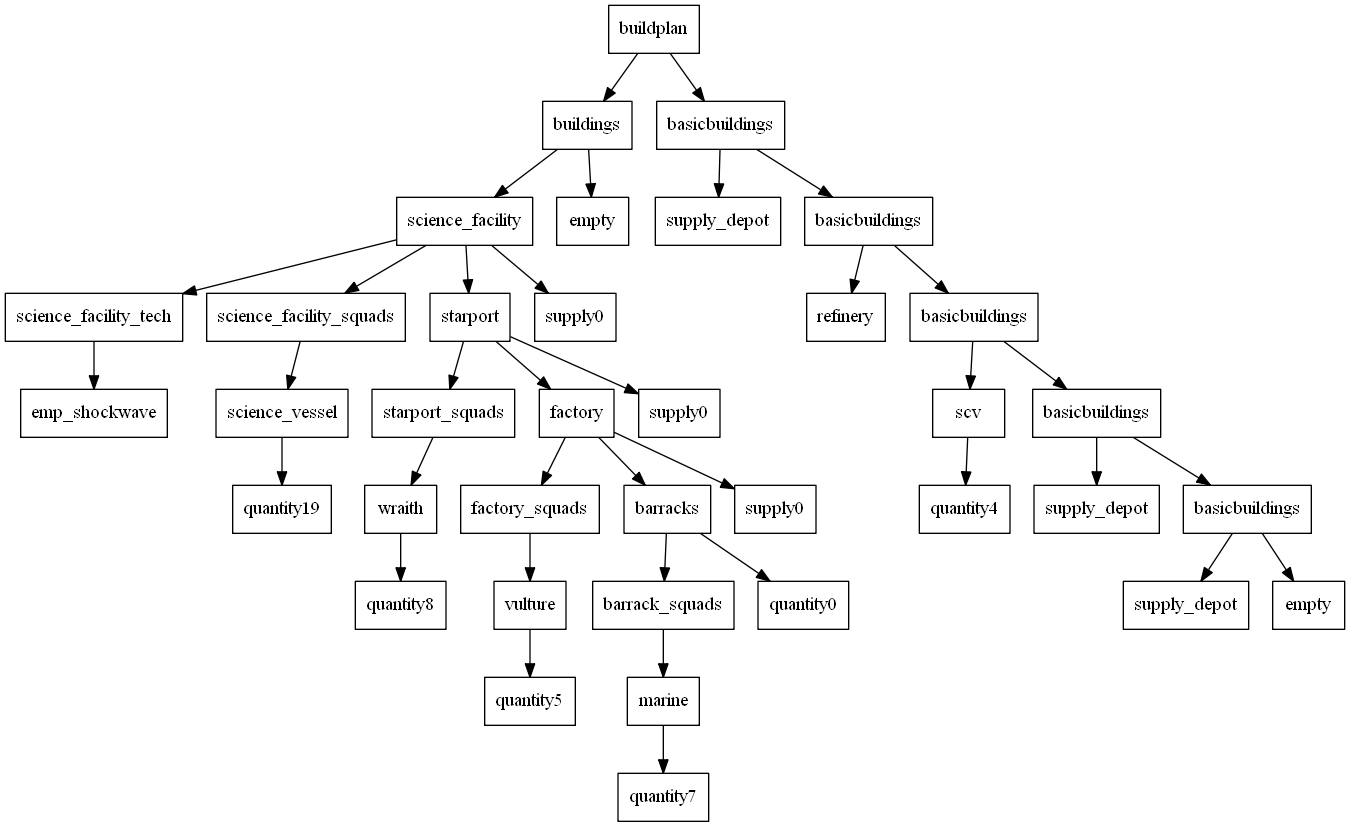 buildplan
buildings
basicbuildings
science_facility
empty
supply_depot
basicbuildings
science_facility_tech
science_facility_squads
starport
supply0
refinery
basicbuildings
emp_shockwave
science_vessel
starport_squads
factory
supply0
scv
basicbuildings
quantity19
wraith
factory_squads
barracks
supply0
quantity4
supply_depot
basicbuildings
quantity8
vulture
barrack_squads
quantity0
supply_depot
empty
quantity5
marine
quantity7